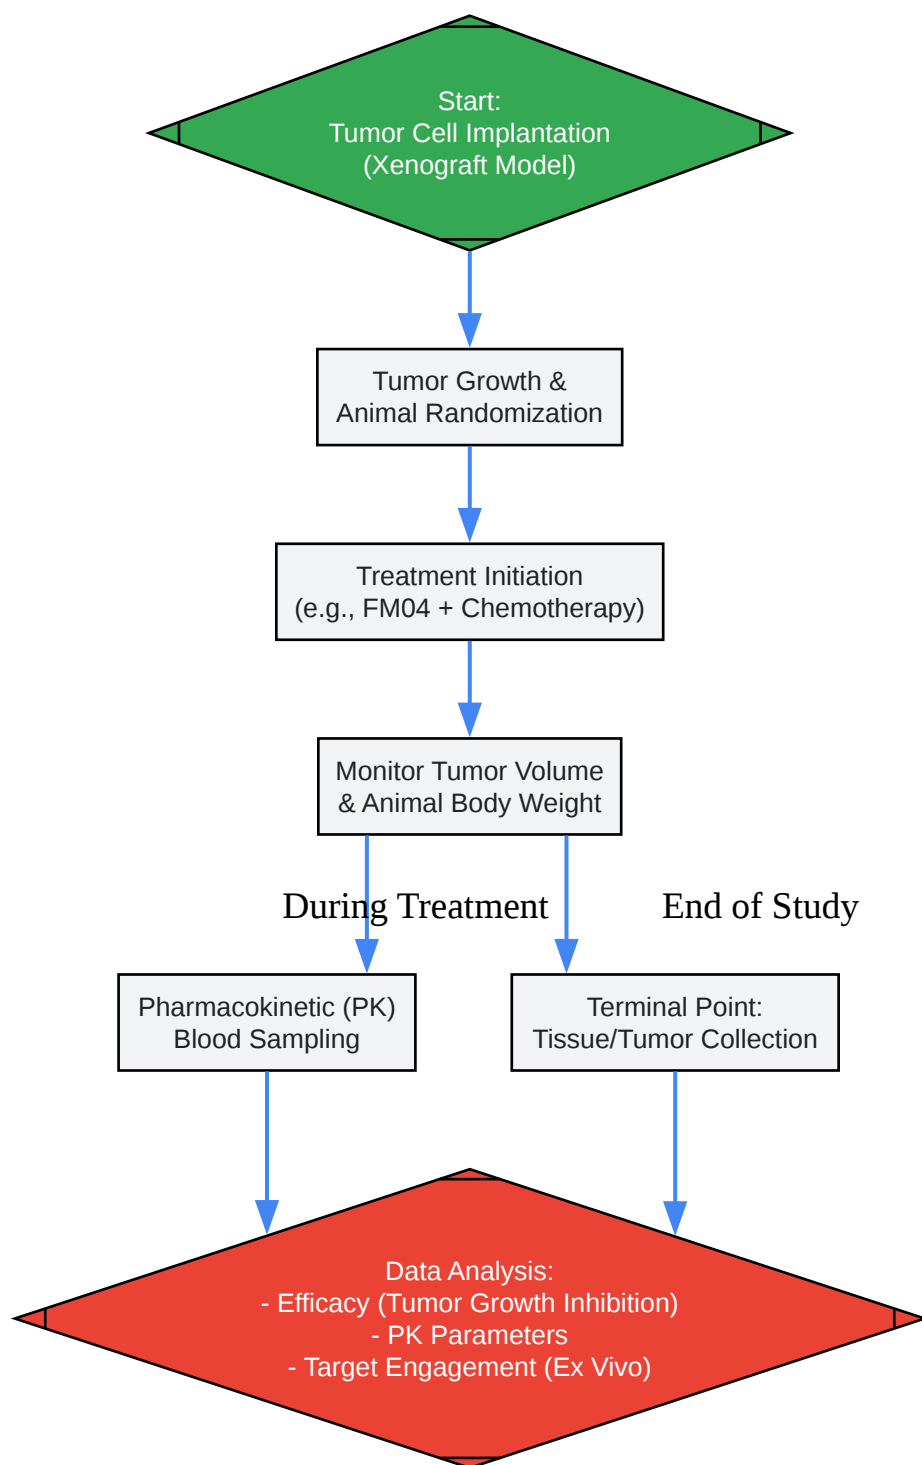 Start:
Tumor Cell Implantation
(Xenograft Model)
Tumor Growth &
Animal Randomization
Treatment Initiation
(e.g., FM04 + Chemotherapy)
Monitor Tumor Volume
& Animal Body Weight
During Treatment
End of Study
Pharmacokinetic (PK)
Blood Sampling
Terminal Point:
Tissue/Tumor Collection
Data Analysis:
- Efficacy (Tumor Growth Inhibition)
- PK Parameters
- Target Engagement (Ex Vivo)